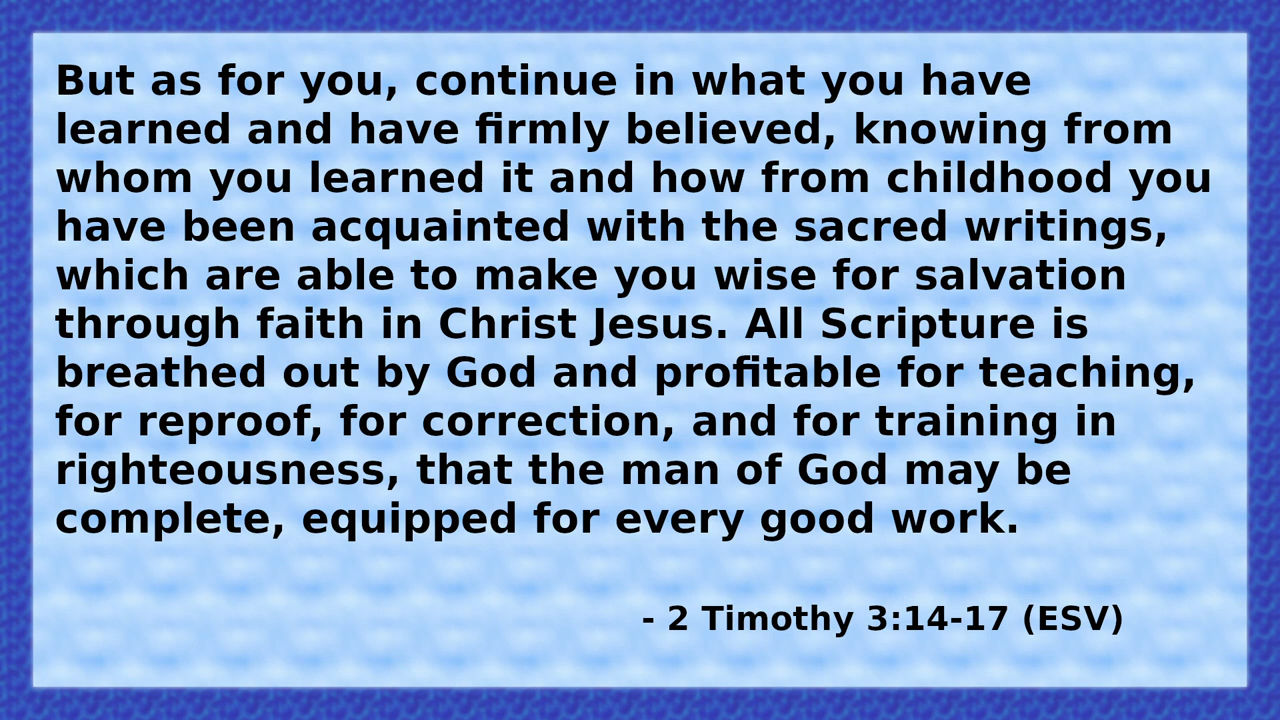 But as for you, continue in what you have
learned and have firmly believed, knowing from
whom you learned it and how from childhood you
have been acquainted with the sacred writings,
which are able to make you wise for salvation
through faith in Christ Jesus. All Scripture is
breathed out by God and profitable for teaching,
for reproof, for correction, and for training in
righteousness, that the man of God may be
complete, equipped for every good work.
- 2 Timothy 3:14-17 (ESV)